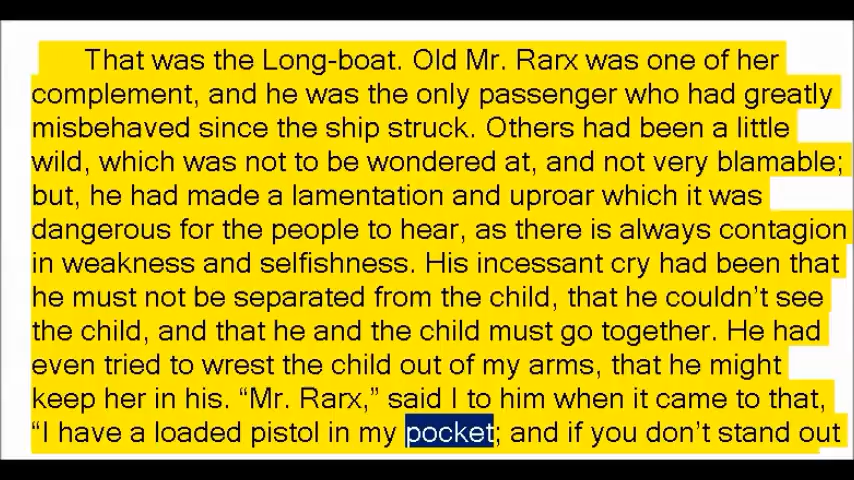 That was the Long-boat. Old Mr. Rarx was one of her
complement, and he was the only passenger who had greatly
misbehaved since the ship struck. Others had been a little
wild, which was not to be wondered at, and not very blamable;
but, he had made a lamentation and uproar which it was
dangerous for the people to hear, as there is always contagion
in weakness and selfishness. His incessant cry had been that
he must not be separated from the child, that he couldn’t see
the child, and that he and the child must go together. He had
even tried to wrest the child out of my arms, that he might
keep her in his. “Mr. Rarx,” said I to him when it came to that,
“I have a loaded pistol in my pocket; and if you don’t stand out